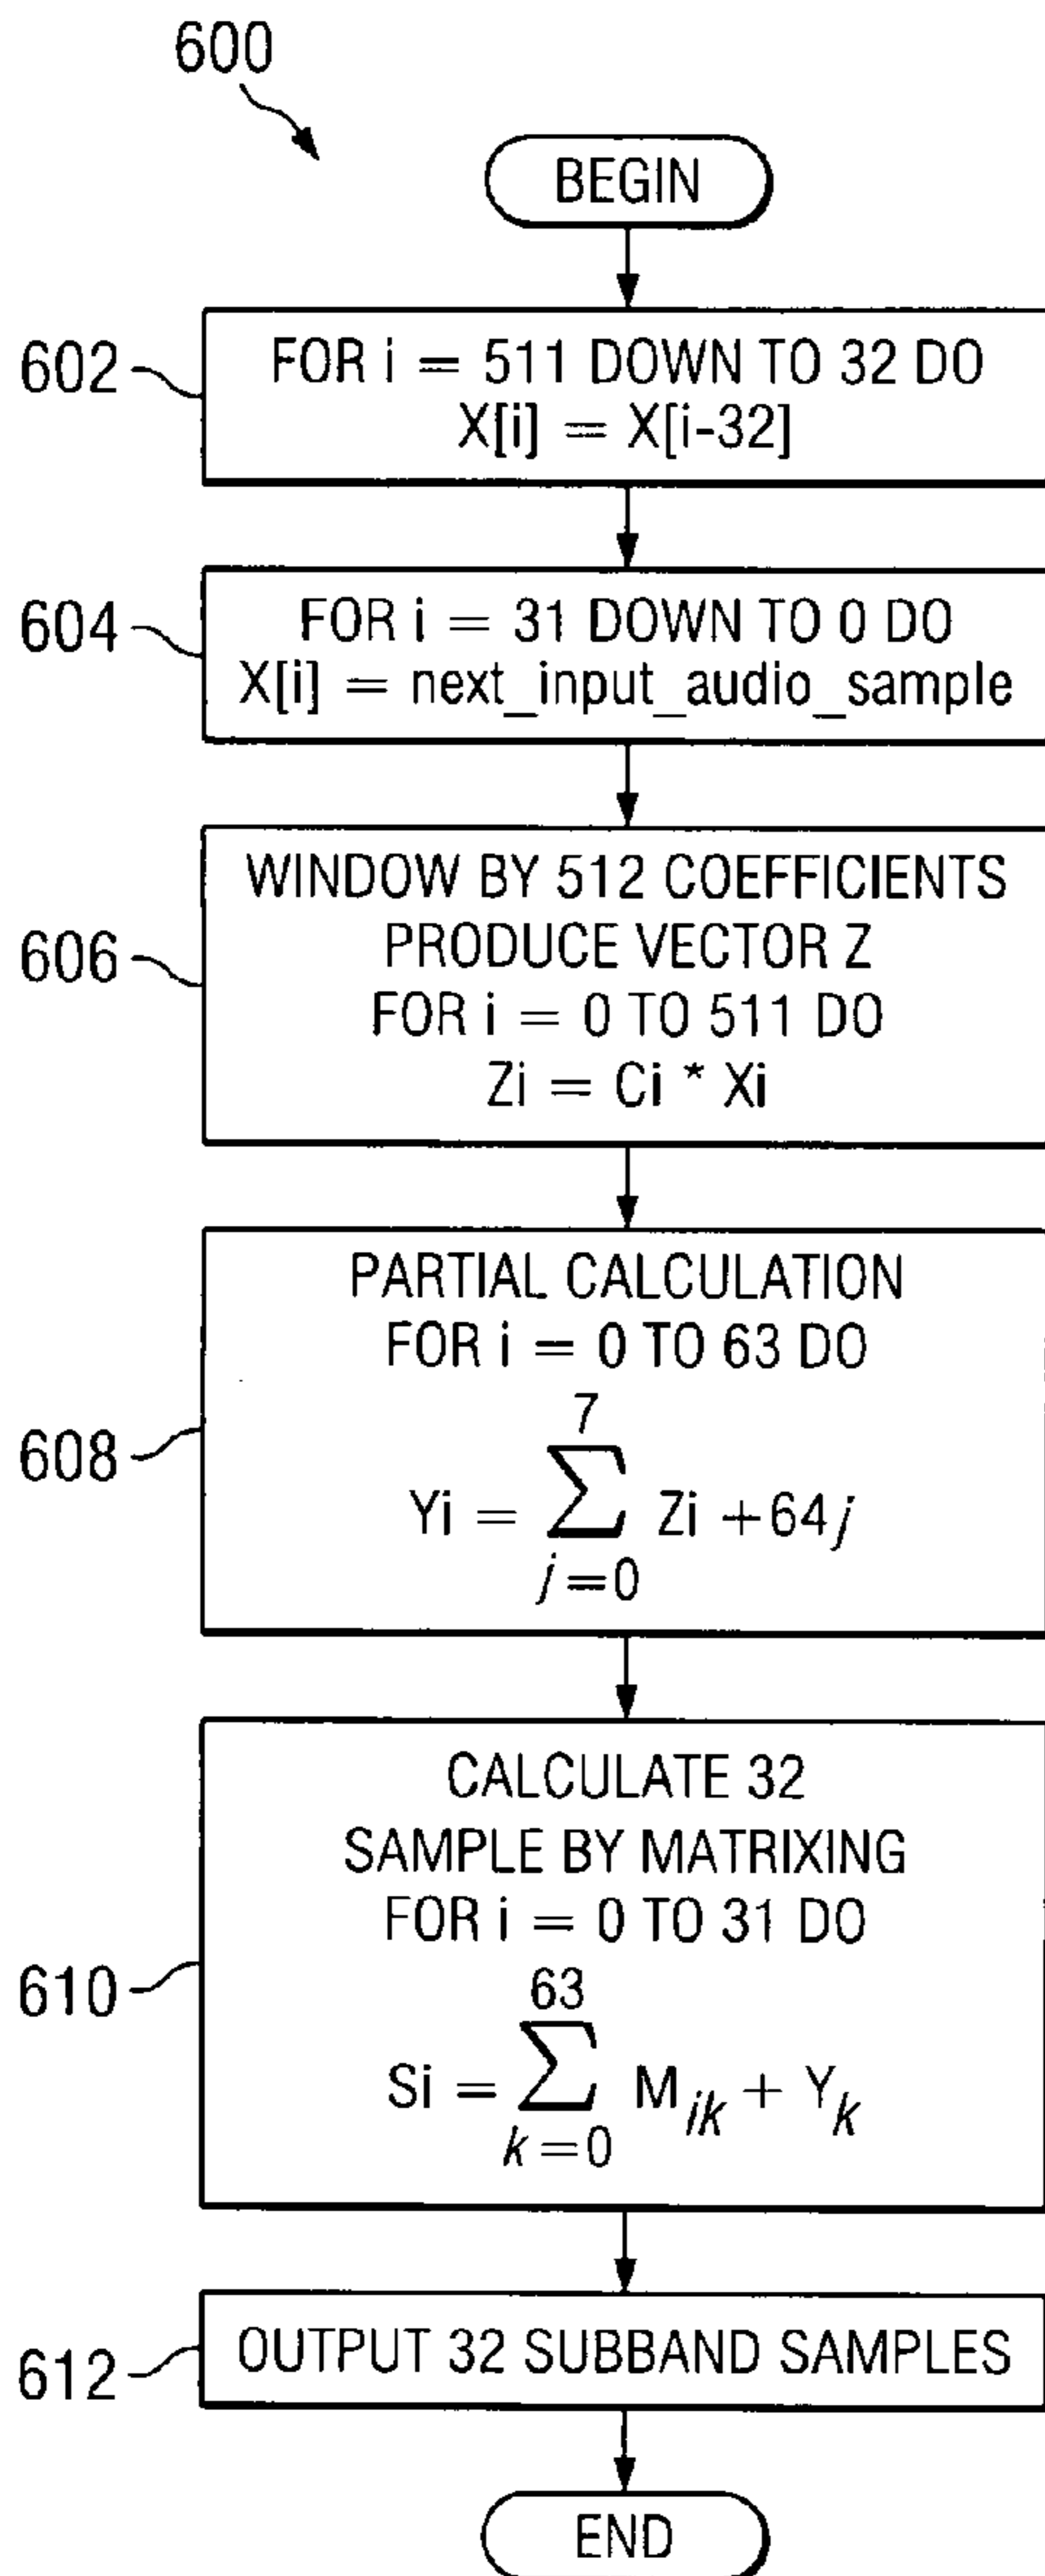 600
BEGIN
602
FOR i = 511 DOWN TO 32 DO
X[i] = X[i-32]
604
FOR i = 31 DOWN TO 0 DO
X[i] = next_input_audio_sample
606
WINDOW BY 512 COEFFICIENTS
PRODUCE VECTOR Z
FOR i = 0 TO 511 DO
Zi = Ci * Xi
608
PARTIAL CALCULATION
FOR i = 0 TO 63 DO
7
Yi = ∑ Zi +64j
j=0
610
CALCULATE 32
SAMPLE BY MATRIXING
FOR i = 0 TO 31 DO
63
Si = ∑ M_ik + Y_k
k=0
612
OUTPUT 32 SUBBAND SAMPLES
END